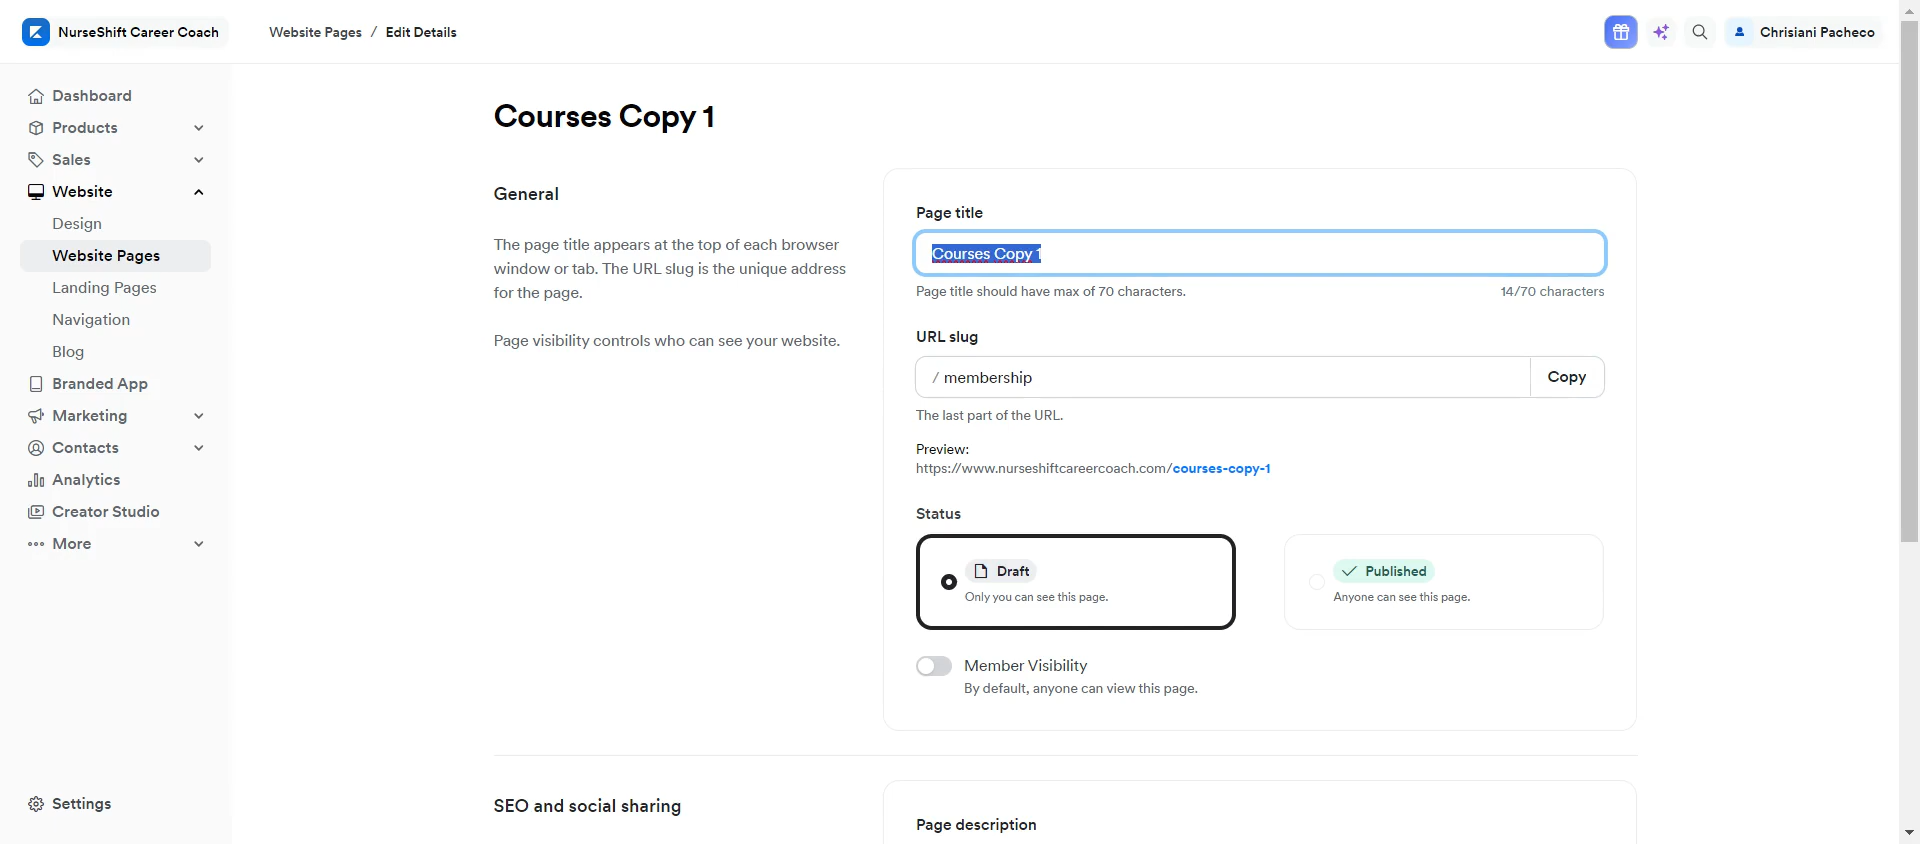 NurseShift Career Coach
Website Pages / Edit Details
Chrisiani Pacheco
Dashboard
Products
Sales
Website
Design
Website Pages
Landing Pages
Navigation
Blog
Branded App
Marketing
Contacts
Analytics
Creator Studio
More
Settings
Courses Copy 1
General
The page title appears at the top of each browser
window or tab. The URL slug is the unique address
for the page.
Page visibility controls who can see your website.
Page title
Courses Copy 1
Page title should have max of 70 characters.
14/70 characters
URL slug
/ membership
Copy
The last part of the URL.
Preview:
https://www.nurseshiftcareercoach.com/courses-copy-1
Status
Draft
Only you can see this page.
Published
Anyone can see this page.
Member Visibility
By default, anyone can view this page.
SEO and social sharing
Page description